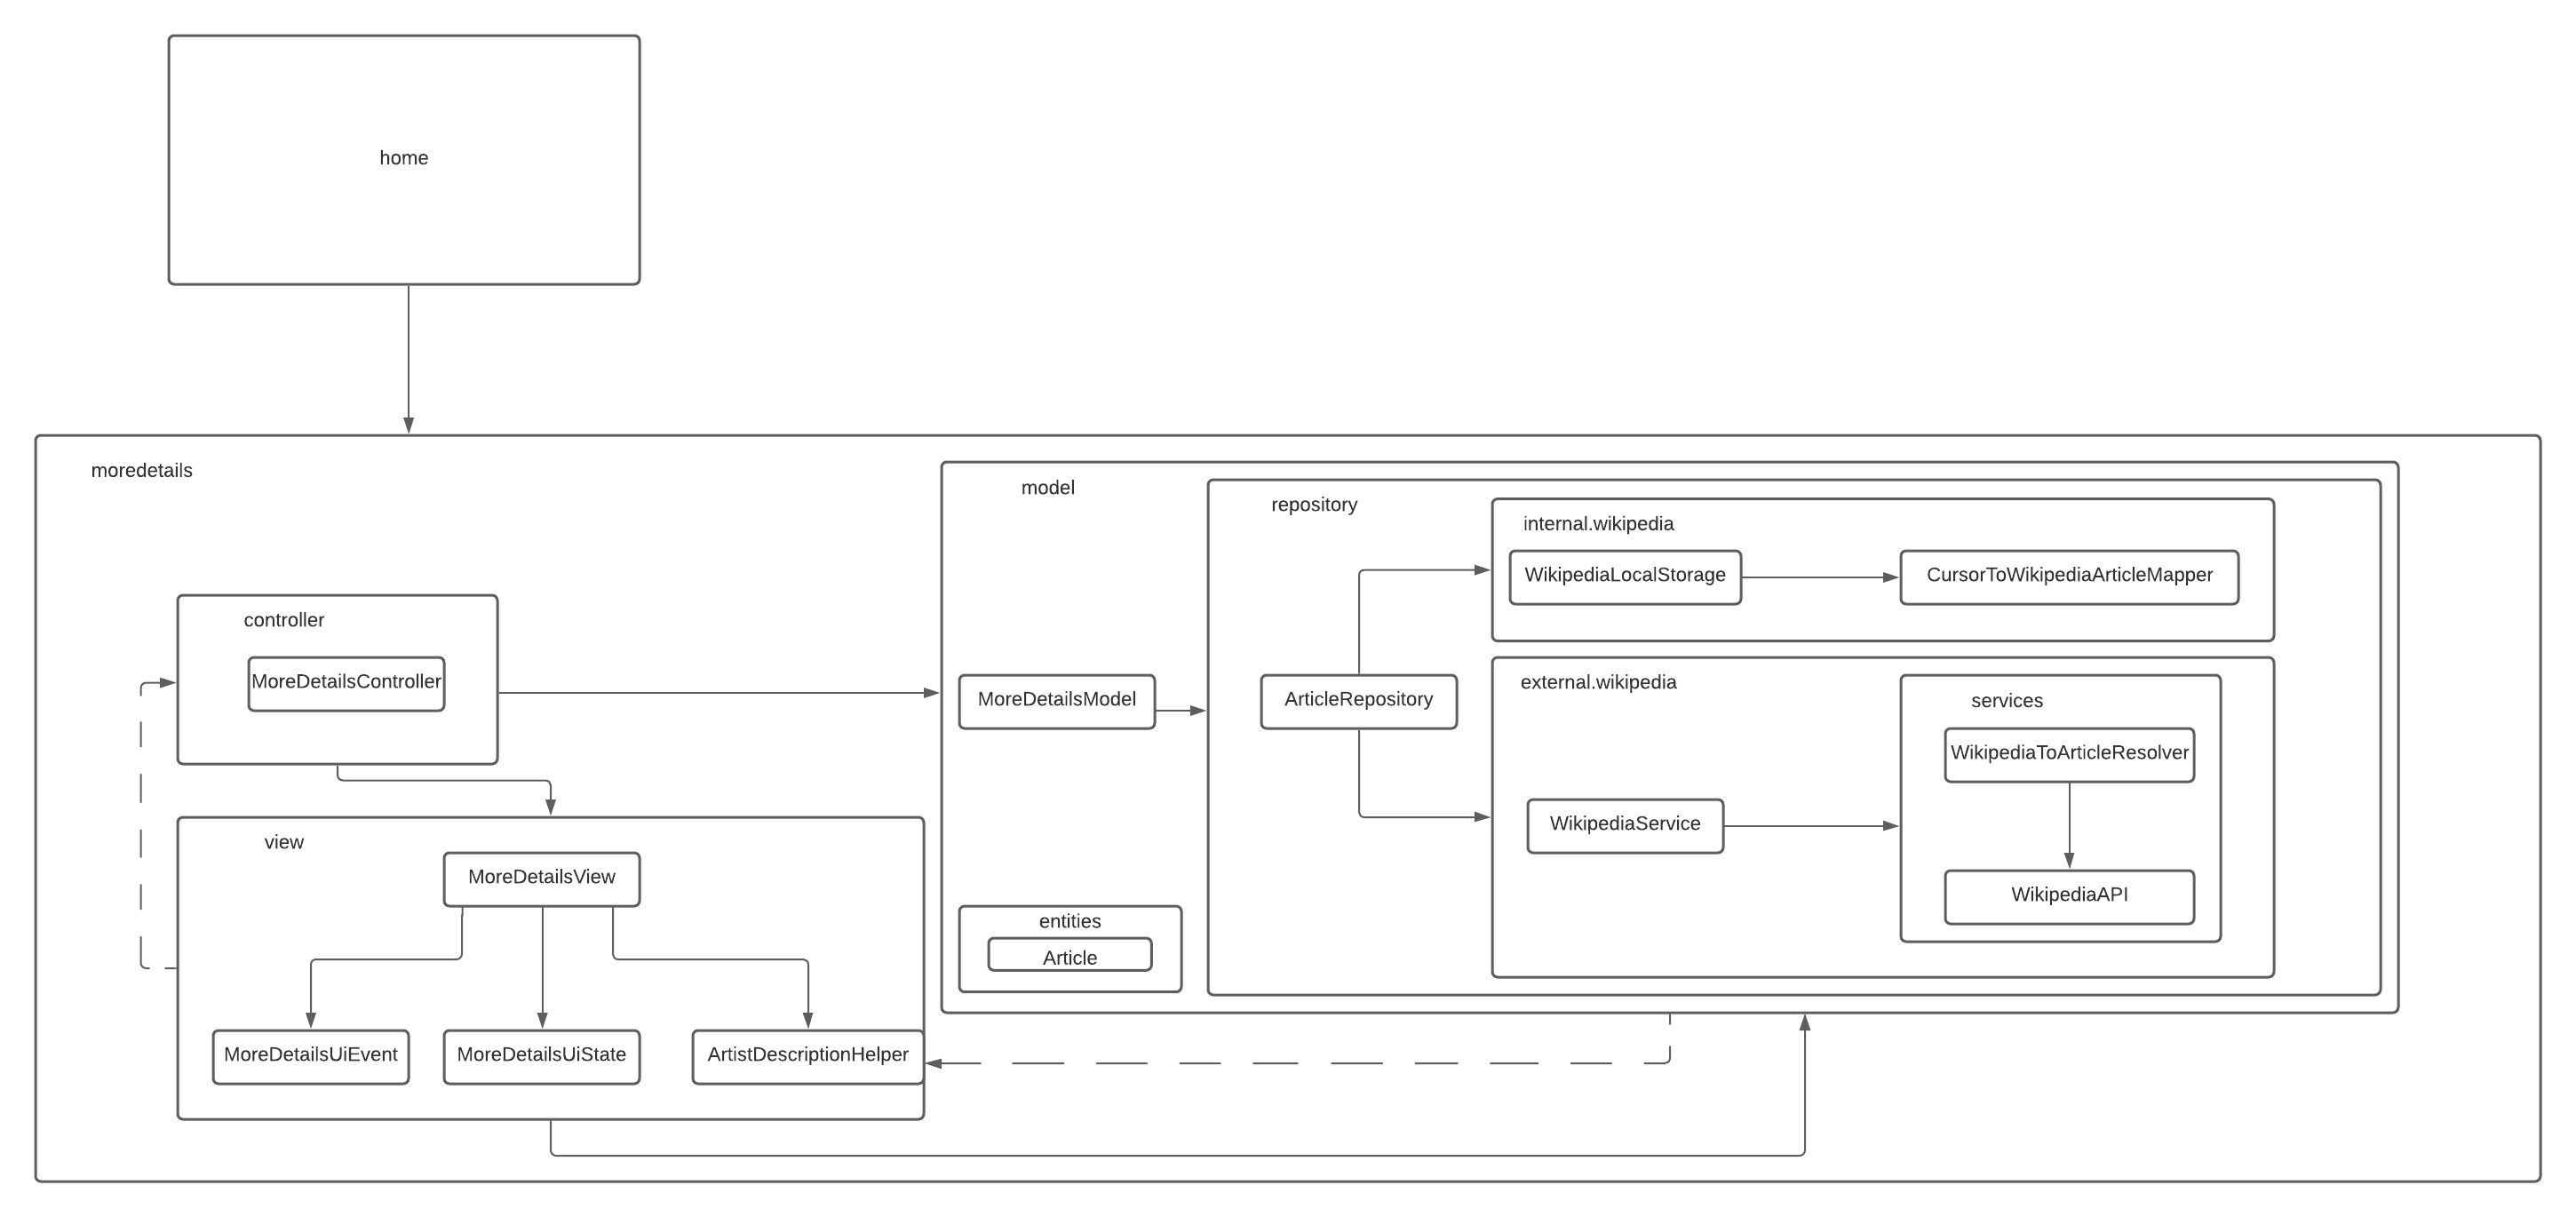 home
moredetails
model
repository
internal.wikipedia
WikipediaLocalStorage
CursorToWikipediaArticleMapper
controller
MoreDetailsController
MoreDetailsModel
ArticleRepository
external.wikipedia
services
WikipediaToArticleResolver
WikipediaService
WikipediaAPI
view
MoreDetailsView
entities
Article
MoreDetailsUiEvent
MoreDetailsUiState
ArtistDescriptionHelper